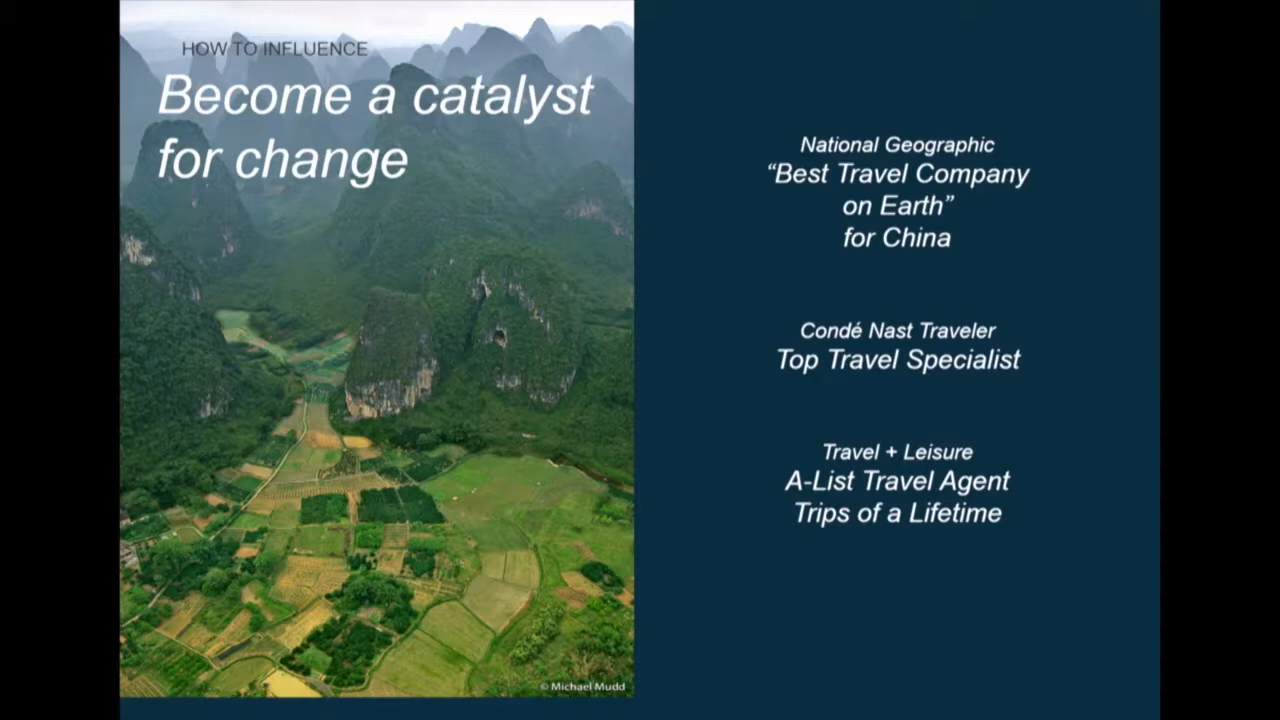 HOW TO INFLUENCE
Become a catalyst
for change
National Geographic
“Best Travel Company
on Earth”
for China
Condé Nast Traveler
Top Travel Specialist
Travel + Leisure
A-List Travel Agent
Trips of a Lifetime
© Michael Mudd